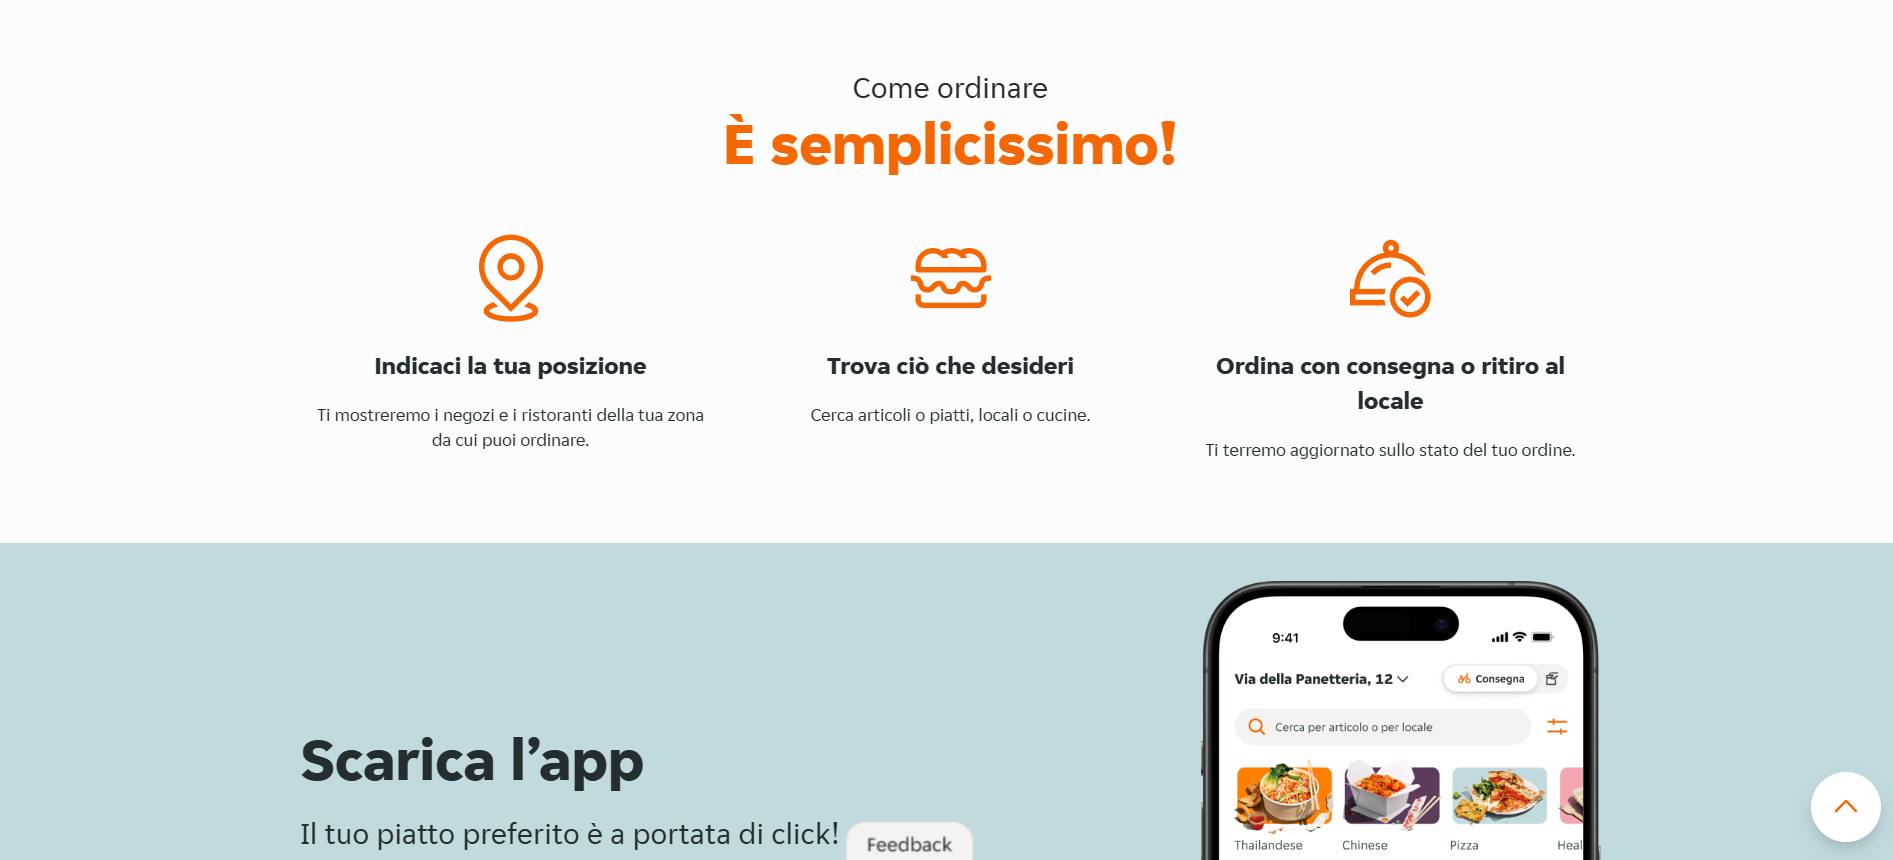 Come ordinare
È semplicissimo!
Indicaci la tua posizione
Ti mostreremo i negozi e i ristoranti della tua zona
da cui puoi ordinare.
Trova ciò che desideri
Cerca articoli o piatti, locali o cucine.
Ordina con consegna o ritiro al
locale
Ti terremo aggiornato sullo stato del tuo ordine.
Scarica l’app
Il tuo piatto preferito è a portata di click!
Feedback
9:41
Via della Panetteria, 12
Consegna
Cerca per articolo o per locale
Thailandese
Chinese
Pizza
Heal